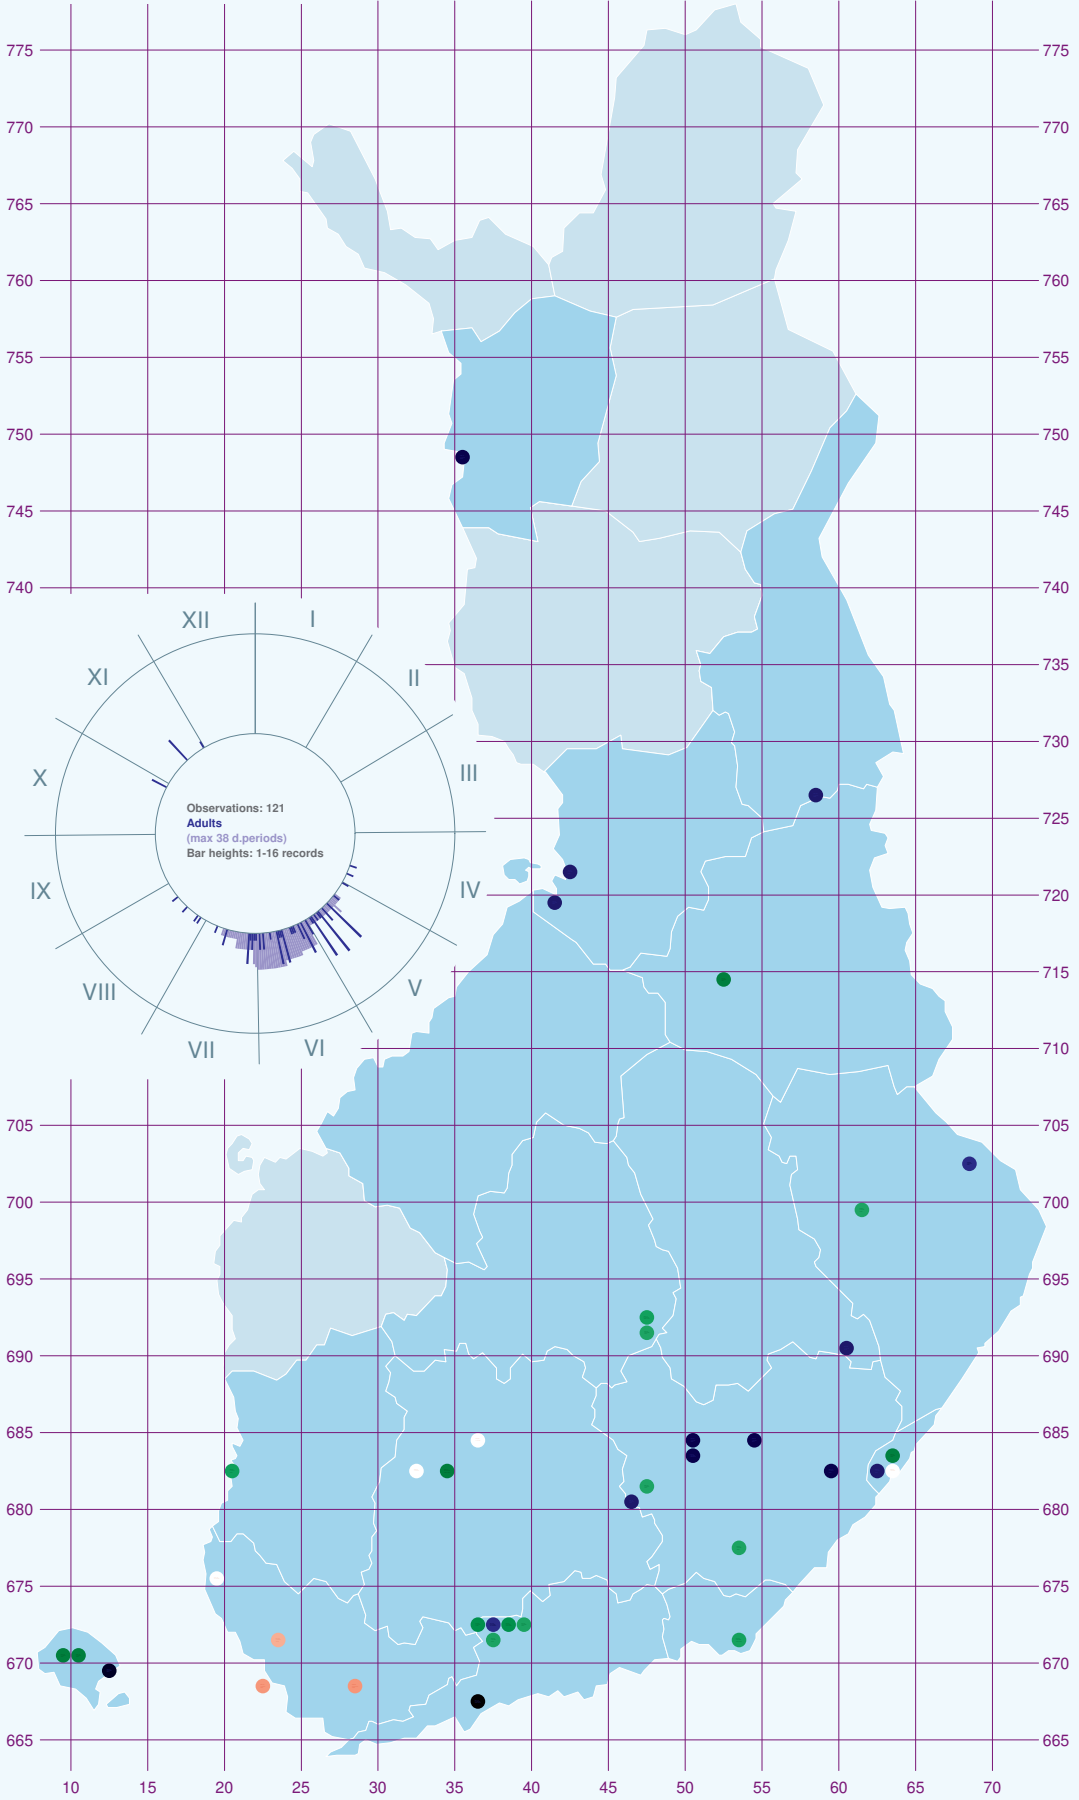 775 775
770 770
765 765
760 760
755 755
750 750
745 745
740 740
XII I
XI II
735 735
730 730
X III
725 725
Observations: 121
Adults
(max 38 d.periods)
Bar heights: 1-16 records
IX IV
720 720
VIII V
715 715
VII VI
710 710
705 705
700 700
695 695
690 690
685 685
680 680
675 675
670 670
665 665
10 15 20 25 30 35 40 45 50 55 60 65 70